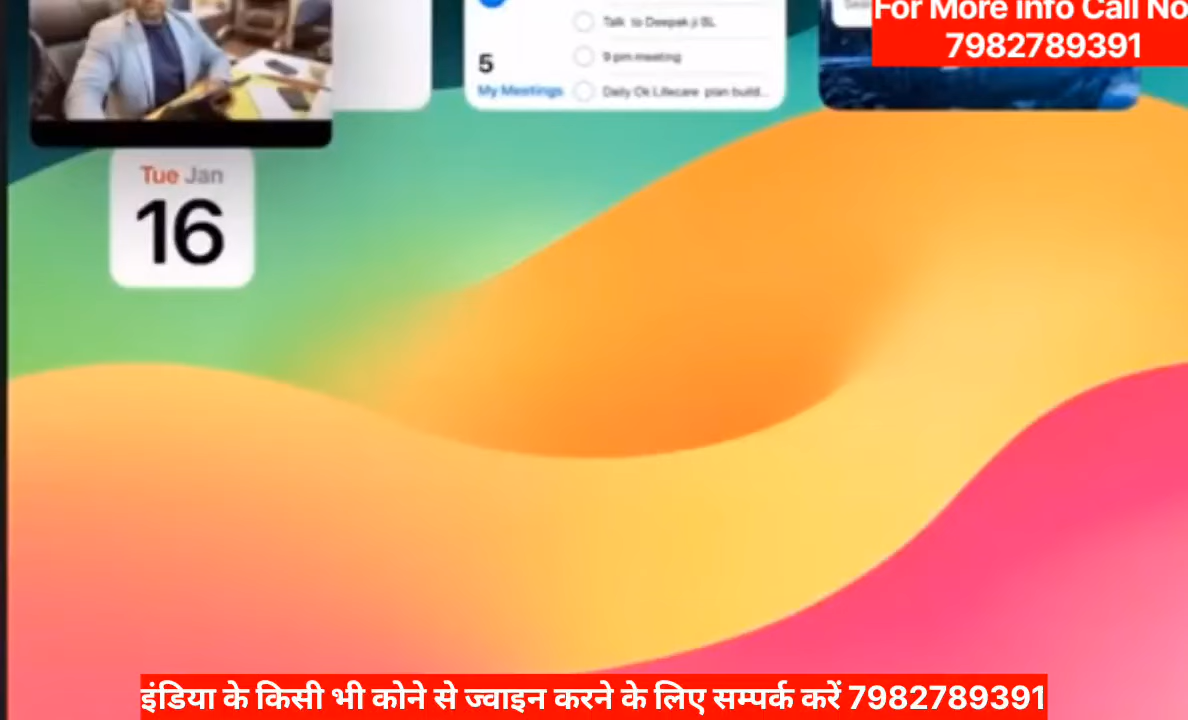 For More info Call No
7982789391
Talk to Deepak ji BL
9 pm meeting
5
My Meetings
Daily Ok Lifecare plan build...
Tue Jan
16
इंडिया के किसी भी कोने से ज्वाइन करने के लिए सम्पर्क करें 7982789391